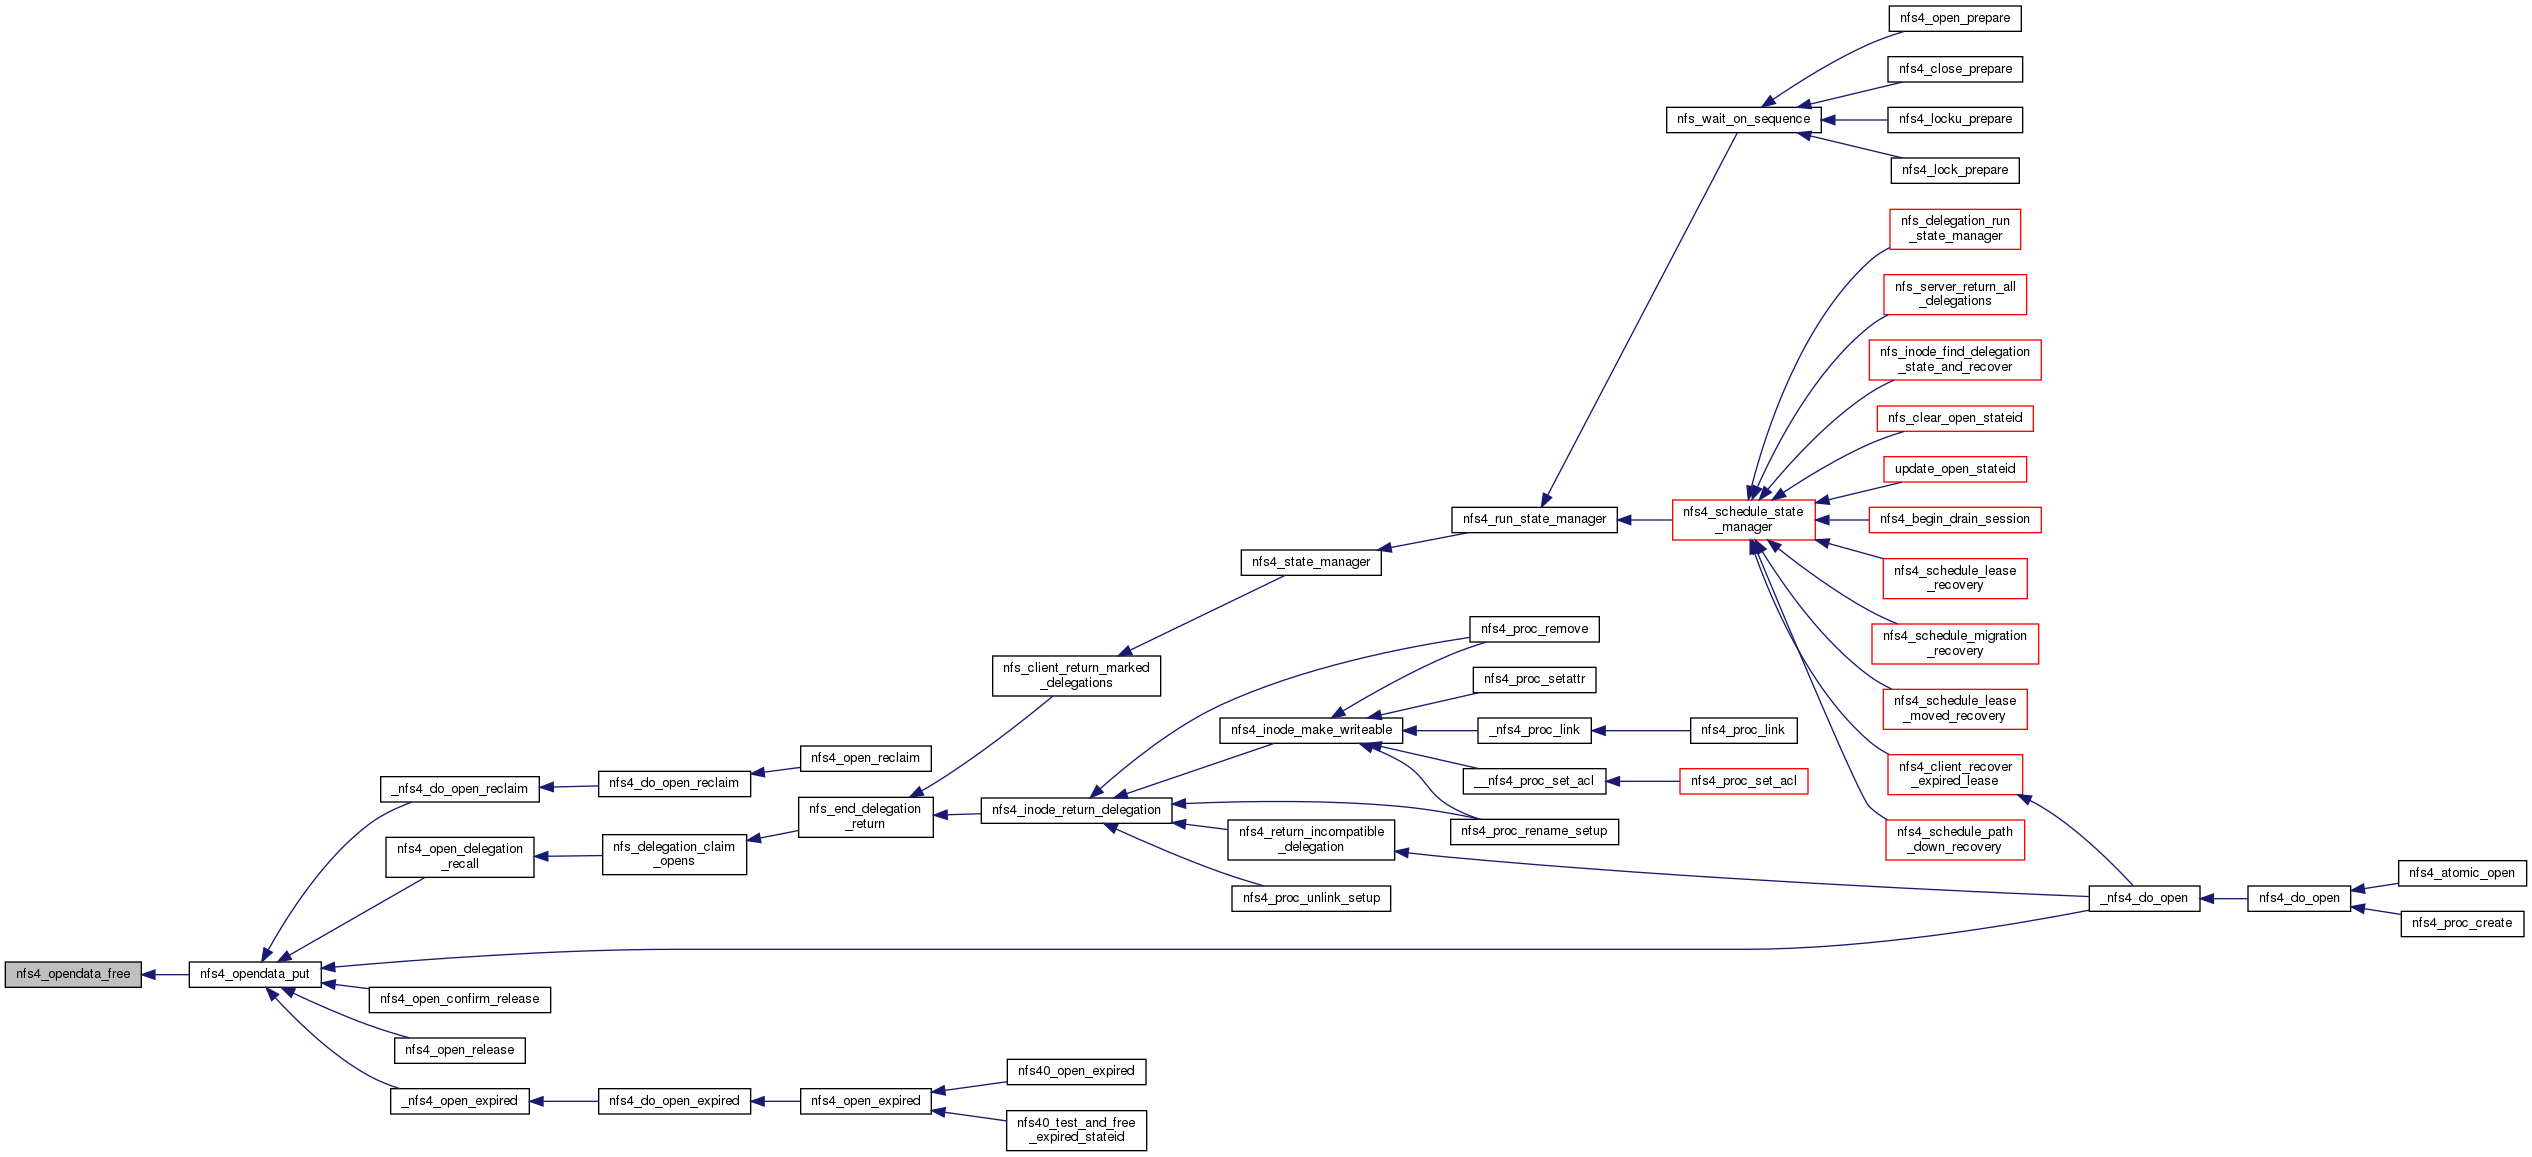 nfs4_open_prepare
nfs4_close_prepare
nfs_wait_on_sequence
nfs4_locku_prepare
nfs4_lock_prepare
nfs_delegation_run
_state_manager
nfs_server_return_all
_delegations
nfs_inode_find_delegation
_state_and_recover
nfs_clear_open_stateid
update_open_stateid
nfs4_run_state_manager
nfs4_schedule_state
_manager
nfs4_begin_drain_session
nfs4_state_manager
nfs4_schedule_lease
_recovery
nfs4_proc_remove
nfs4_schedule_migration
_recovery
nfs_client_return_marked
_delegations
nfs4_proc_setattr
nfs4_schedule_lease
_moved_recovery
nfs4_inode_make_writeable
_nfs4_proc_link
nfs4_proc_link
nfs4_open_reclaim
nfs4_client_recover
_expired_lease
_nfs4_do_open_reclaim
nfs4_do_open_reclaim
__nfs4_proc_set_acl
nfs4_proc_set_acl
nfs_end_delegation
_return
nfs4_inode_return_delegation
nfs4_return_incompatible
_delegation
nfs4_proc_rename_setup
nfs4_schedule_path
_down_recovery
nfs4_open_delegation
_recall
nfs_delegation_claim
_opens
nfs4_proc_unlink_setup
_nfs4_do_open
nfs4_do_open
nfs4_atomic_open
nfs4_proc_create
nfs4_opendata_free
nfs4_opendata_put
nfs4_open_confirm_release
nfs4_open_release
nfs40_open_expired
_nfs4_open_expired
nfs4_do_open_expired
nfs4_open_expired
nfs40_test_and_free
_expired_stateid